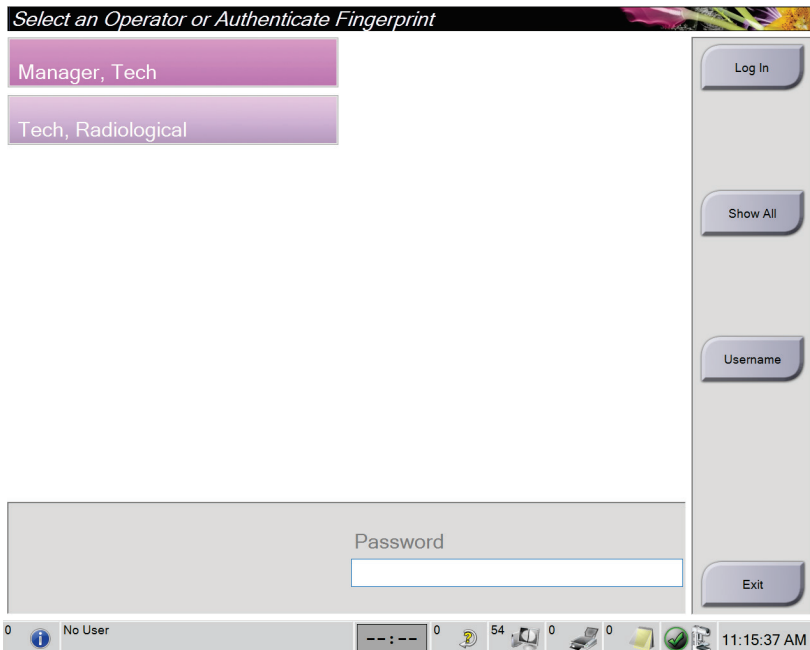 Select an Operator or Authenticate Fingerprint
Manager, Tech
Log In
Tech, Radiological
Show All
Username
Password
Exit
0 No User --:-- 0 54 0 0 11:15:37 AM